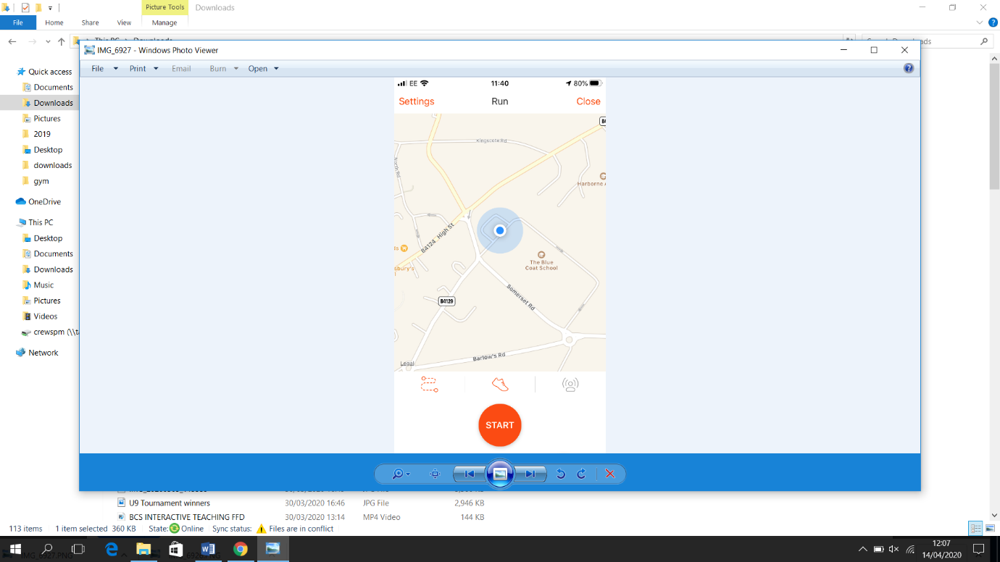 Picture Tools
Downloads
File
Home
Share
View
Manage
IMG_6927 - Windows Photo Viewer
File
Print
Email
Burn
Open
Quick access
Documents
Downloads
Pictures
2019
Desktop
downloads
gym
OneDrive
This PC
Desktop
Documents
Downloads
Music
Pictures
Videos
crewspm (\\t
Network
EE
11:40
80%
Settings
Run
Close
Kingscote Rd
North Rd
Harborne A
B4124 High St
The Blue
Coat School
B4129
Somerset Rd
Barlow's Rd
Legal
START
U9 Tournament winners
30/03/2020 16:46
JPG File
2,946 KB
BCS INTERACTIVE TEACHING FFD
30/03/2020 13:14
MP4 Video
144 KB
113 items
1 item selected 360 KB
State: Online
Sync status: Files are in conflict
12:07
14/04/2020